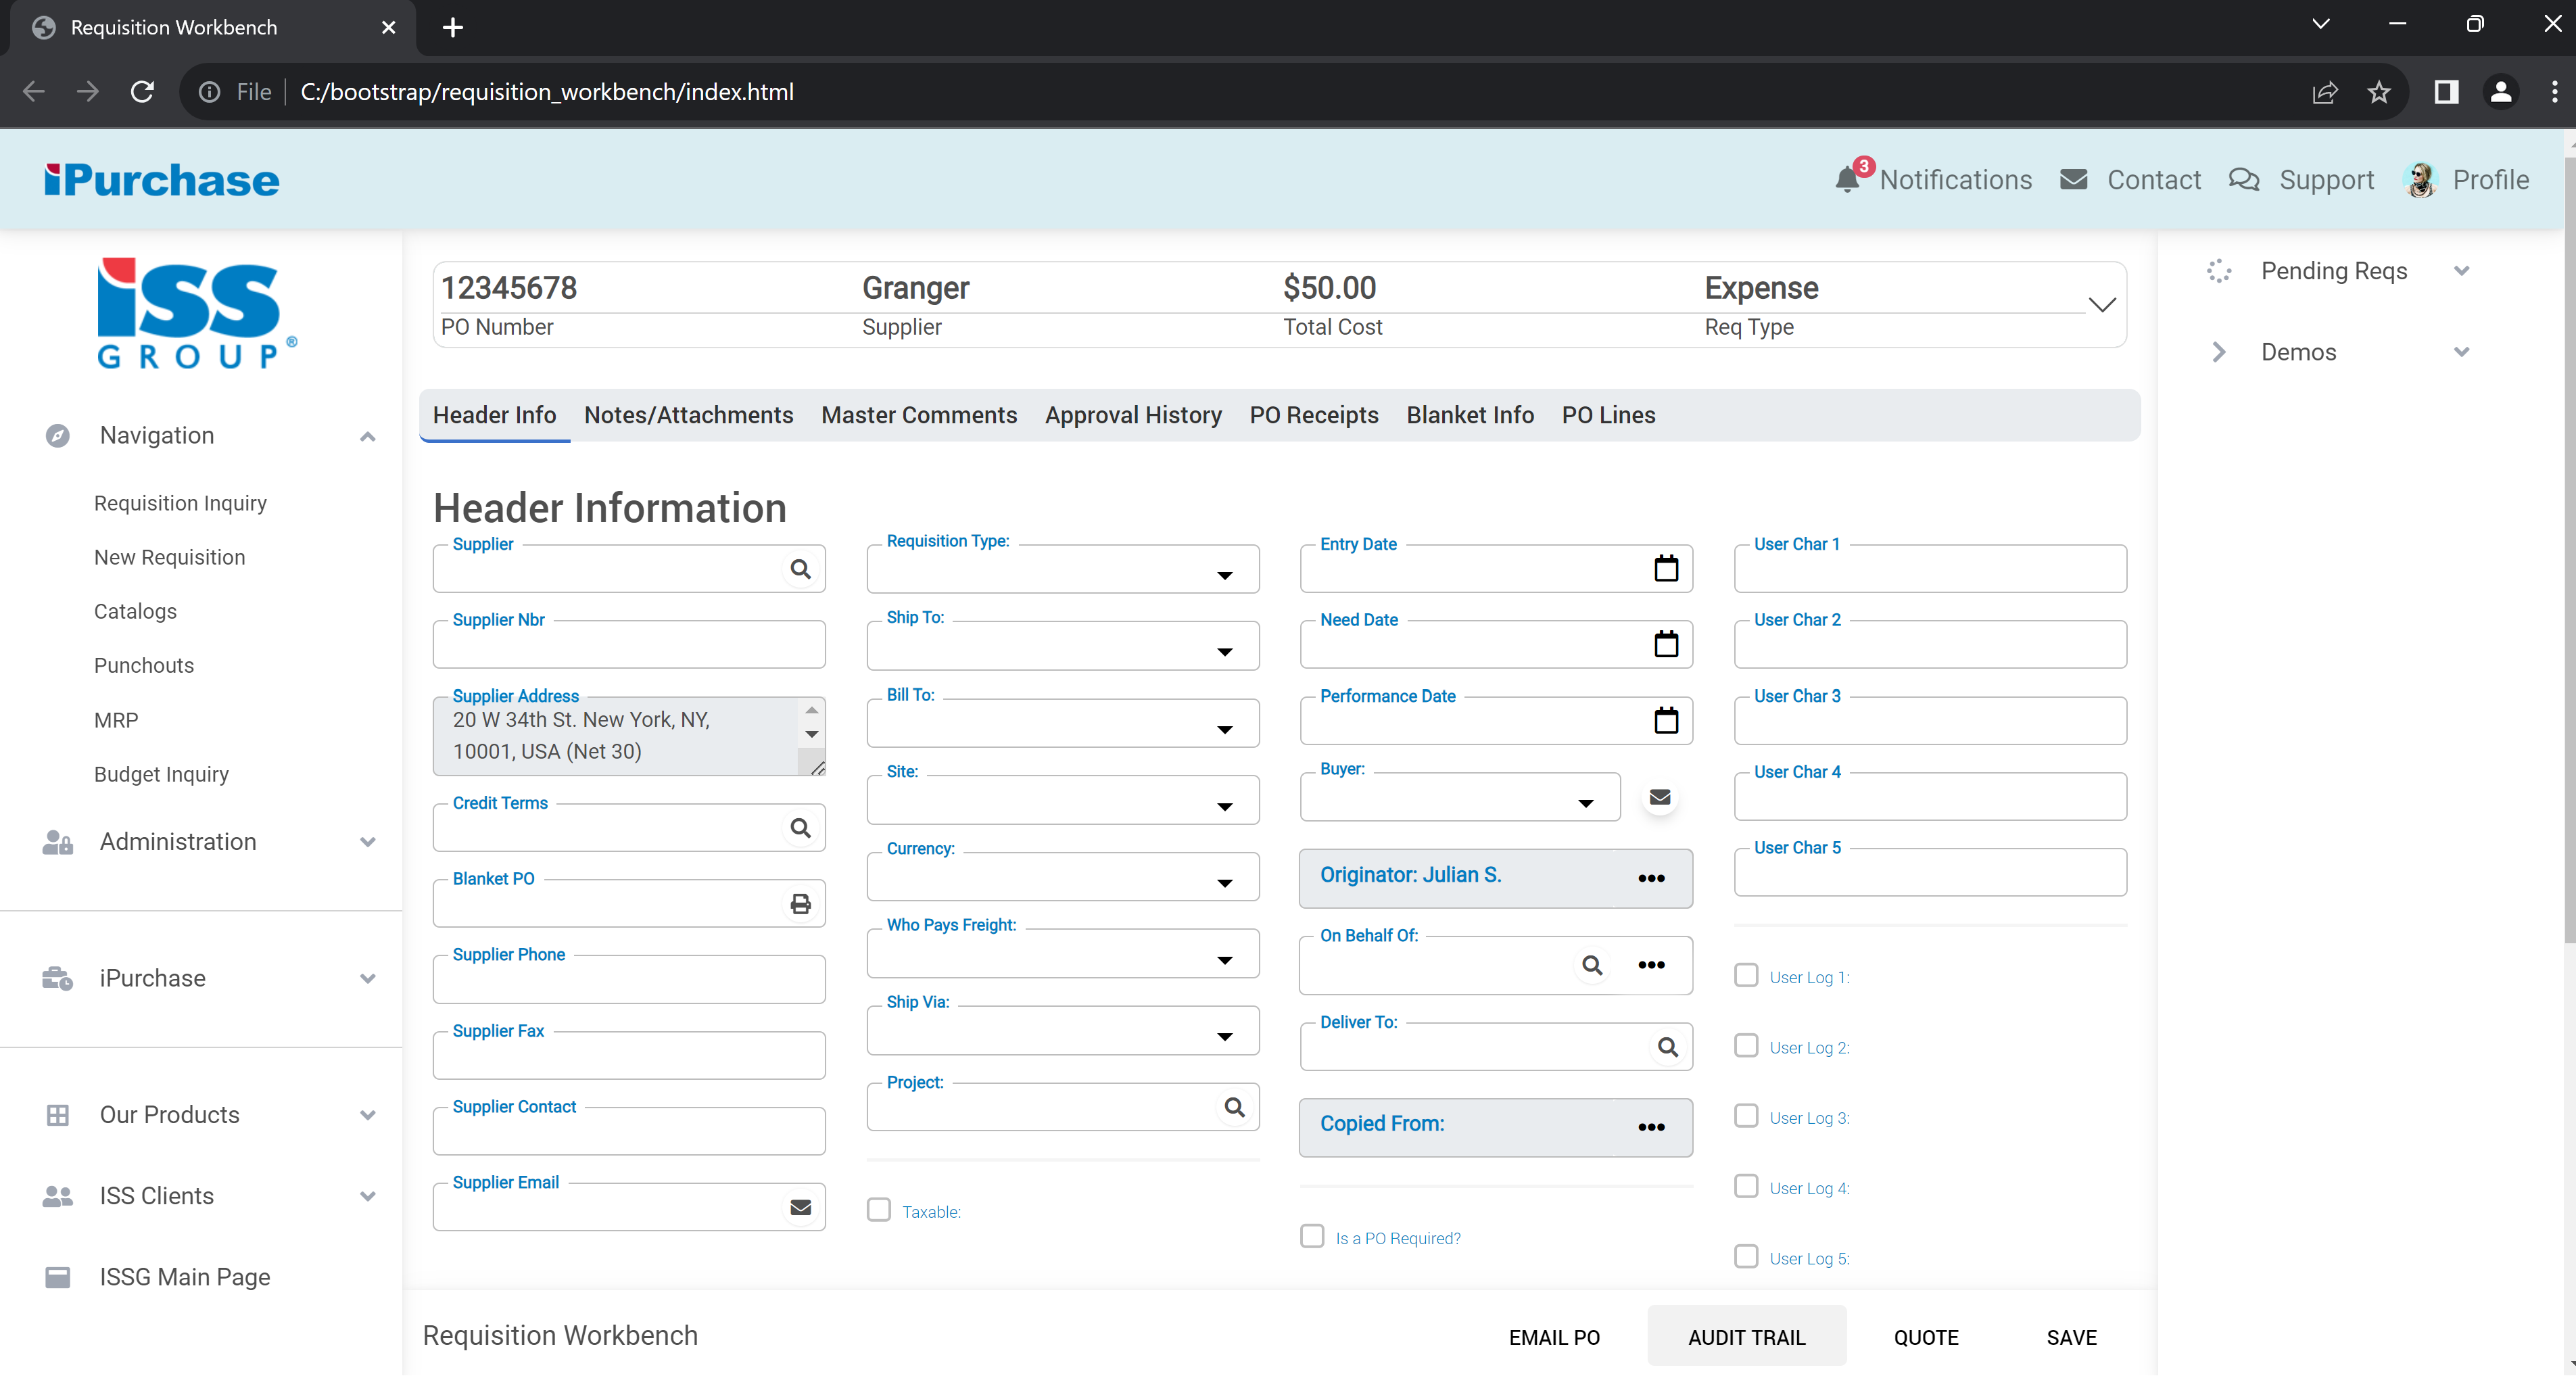 Requisition Workbench
File C:/bootstrap/requisition_workbench/index.html
iPurchase
3 Notifications Contact Support Profile
iSS
GROUP®
Navigation
Requisition Inquiry
New Requisition
Catalogs
Punchouts
MRP
Budget Inquiry
Administration
iPurchase
Our Products
ISS Clients
ISSG Main Page
12345678 Granger $50.00 Expense
PO Number Supplier Total Cost Req Type
Header Info Notes/Attachments Master Comments Approval History PO Receipts Blanket Info PO Lines
Header Information
Supplier
Supplier Nbr
Supplier Address
20 W 34th St. New York, NY,
10001, USA (Net 30)
Credit Terms
Blanket PO
Supplier Phone
Supplier Fax
Supplier Contact
Supplier Email
Requisition Type:
Ship To:
Bill To:
Site:
Currency:
Who Pays Freight:
Ship Via:
Project:
Taxable:
Entry Date
Need Date
Performance Date
Buyer:
Originator: Julian S.
On Behalf Of:
Deliver To:
Copied From:
Is a PO Required?
User Char 1
User Char 2
User Char 3
User Char 4
User Char 5
User Log 1:
User Log 2:
User Log 3:
User Log 4:
User Log 5:
Pending Reqs
Demos
Requisition Workbench EMAIL PO AUDIT TRAIL QUOTE SAVE